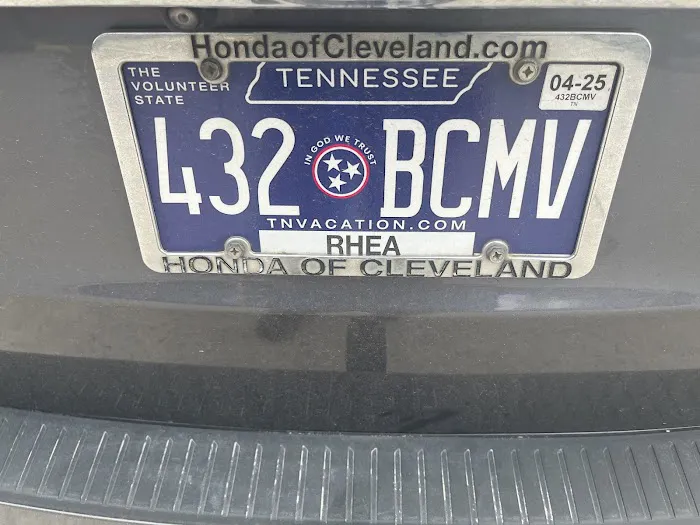 HondaofCleveland.com
THE
VOLUNTEER
STATE
TENNESSEE
04-25
432BCMV
TN
432
IN GOD WE TRUST
BCMV
TNVACATION.COM
RHEA
HONDA OF CLEVELAND